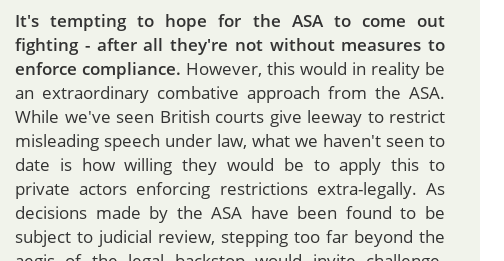 It's tempting to hope for the ASA to come out
fighting - after all they're not without measures to
enforce compliance. However, this would in reality be
an extraordinary combative approach from the ASA.
While we've seen British courts give leeway to restrict
misleading speech under law, what we haven't seen to
date is how willing they would be to apply this to
private actors enforcing restrictions extra-legally. As
decisions made by the ASA have been found to be
subject to judicial review, stepping too far beyond the
aegis of the legal backstop would invite challenge.